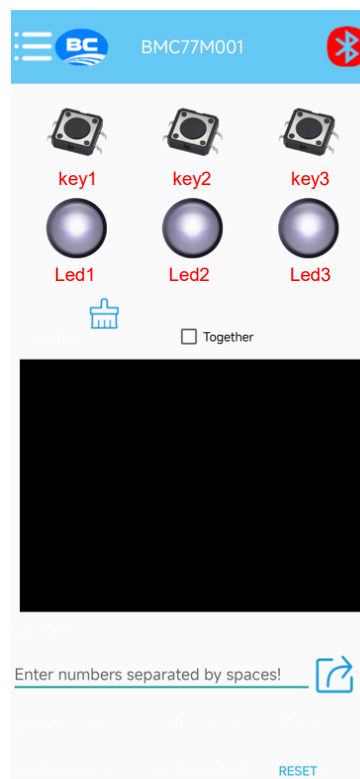 BC
BMC77M001
key1 key2 key3
Led1 Led2 Led3
Together
Enter numbers separated by spaces!
RESET